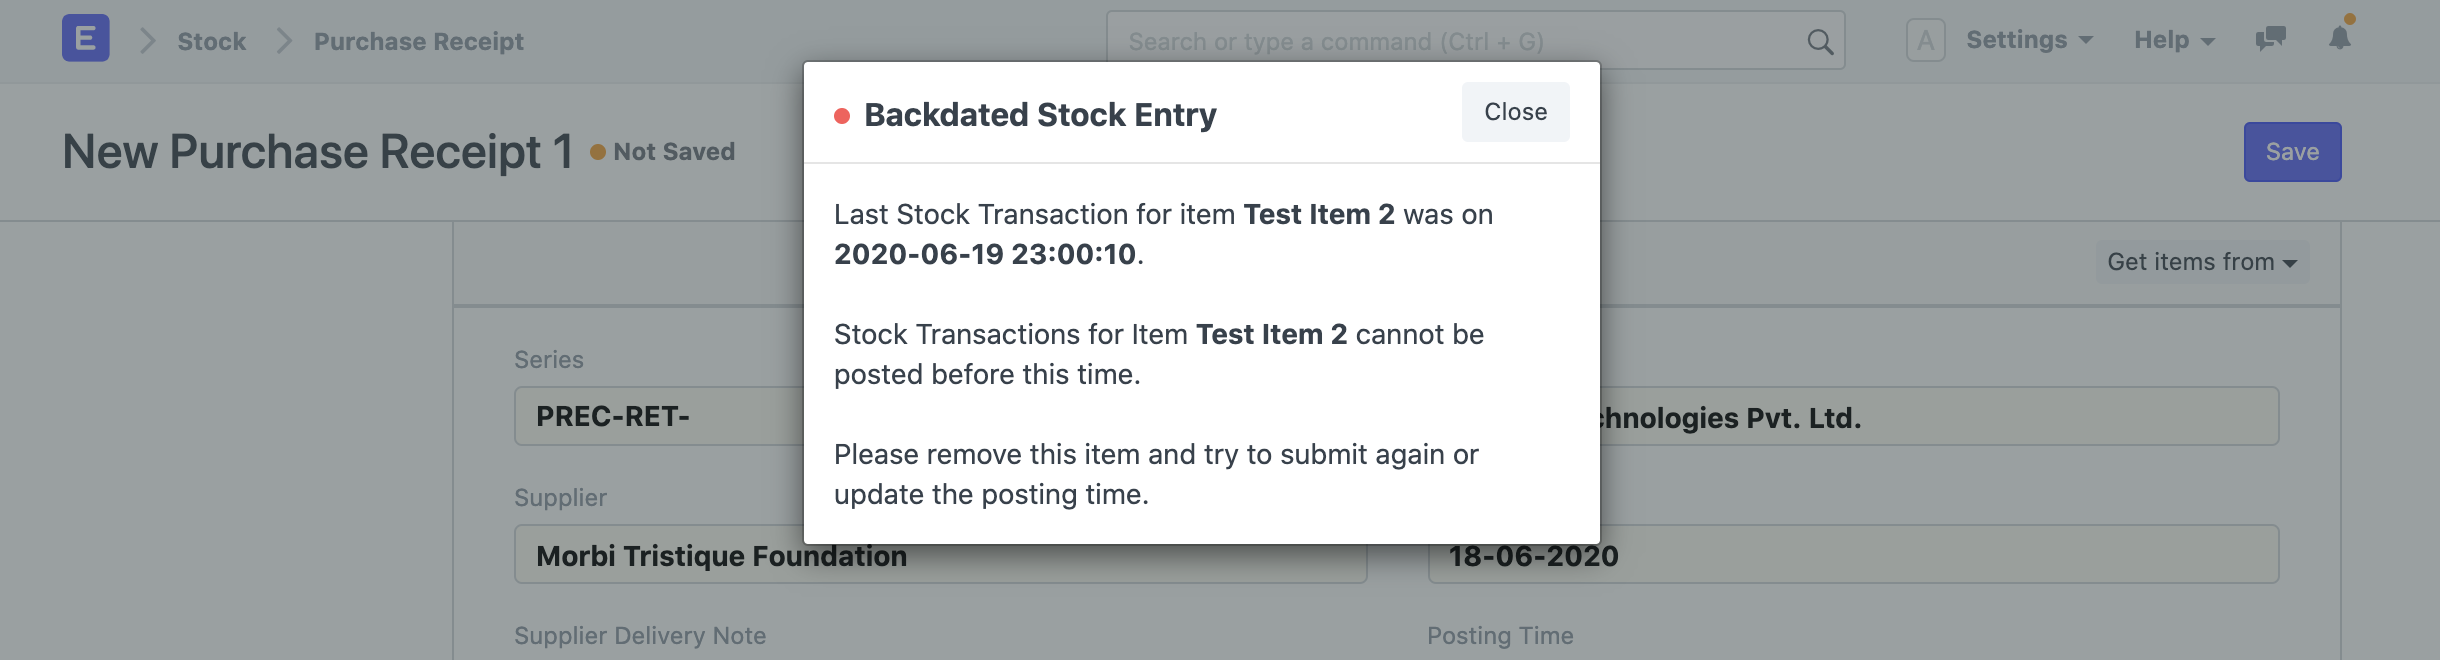 E Stock Purchase Receipt Search or type a command (Ctrl + G) A Settings Help
New Purchase Receipt 1 Not Saved Save
Backdated Stock Entry Close
Last Stock Transaction for item Test Item 2 was on
2020-06-19 23:00:10.
Stock Transactions for Item Test Item 2 cannot be
posted before this time.
Please remove this item and try to submit again or
update the posting time.
Get items from
Series
PREC-RET- chnologies Pvt. Ltd.
Supplier
Morbi Tristique Foundation 18-06-2020
Supplier Delivery Note Posting Time